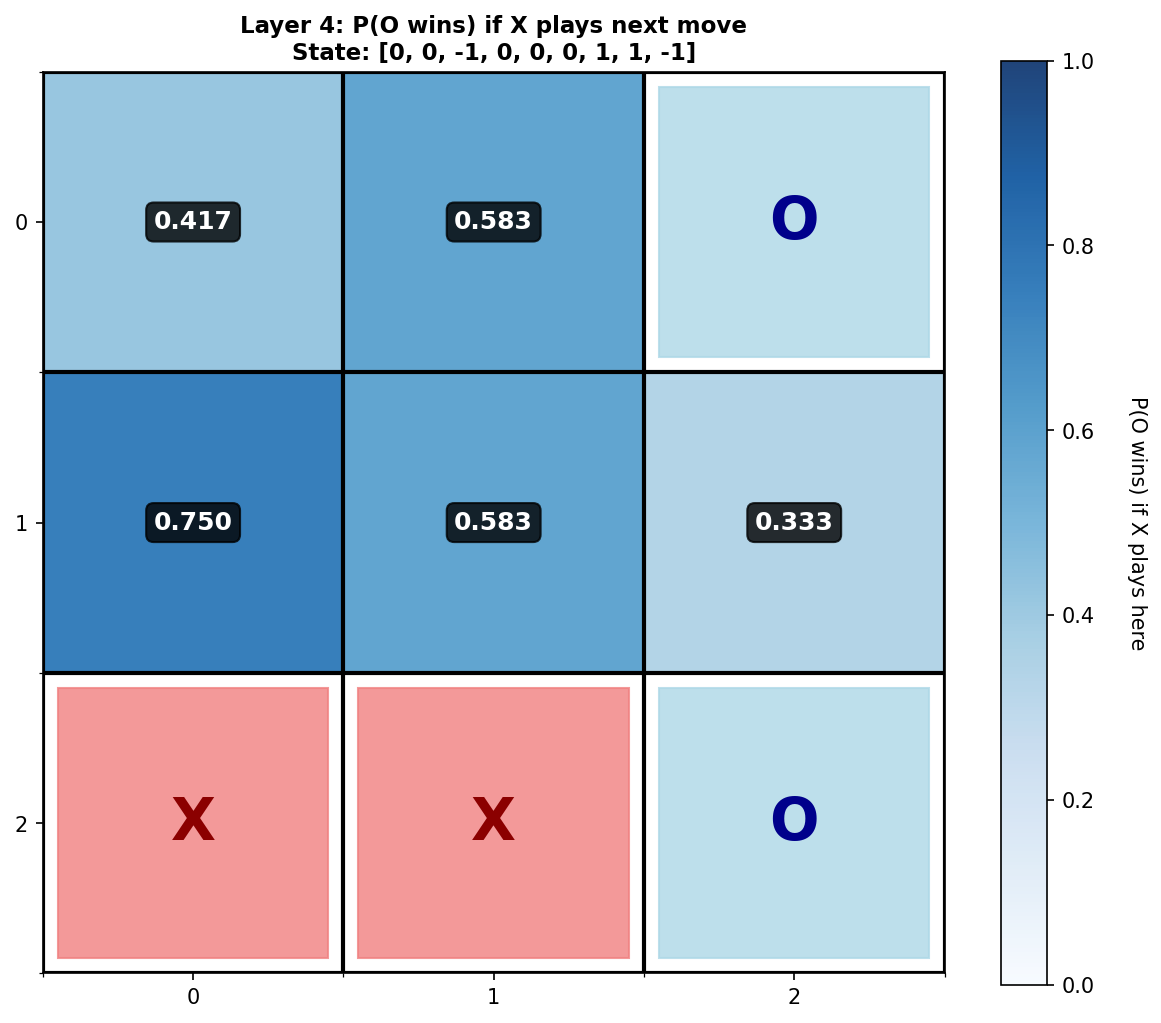 Layer 4: P(O wins) if X plays next move
State: [0, 0, -1, 0, 0, 0, 1, 1, -1]
0
0.417
0.583
O
1
0.750
0.583
0.333
2
X
X
O
0
1
2
1.0
0.8
0.6
0.4
0.2
0.0
P(O wins) if X plays here